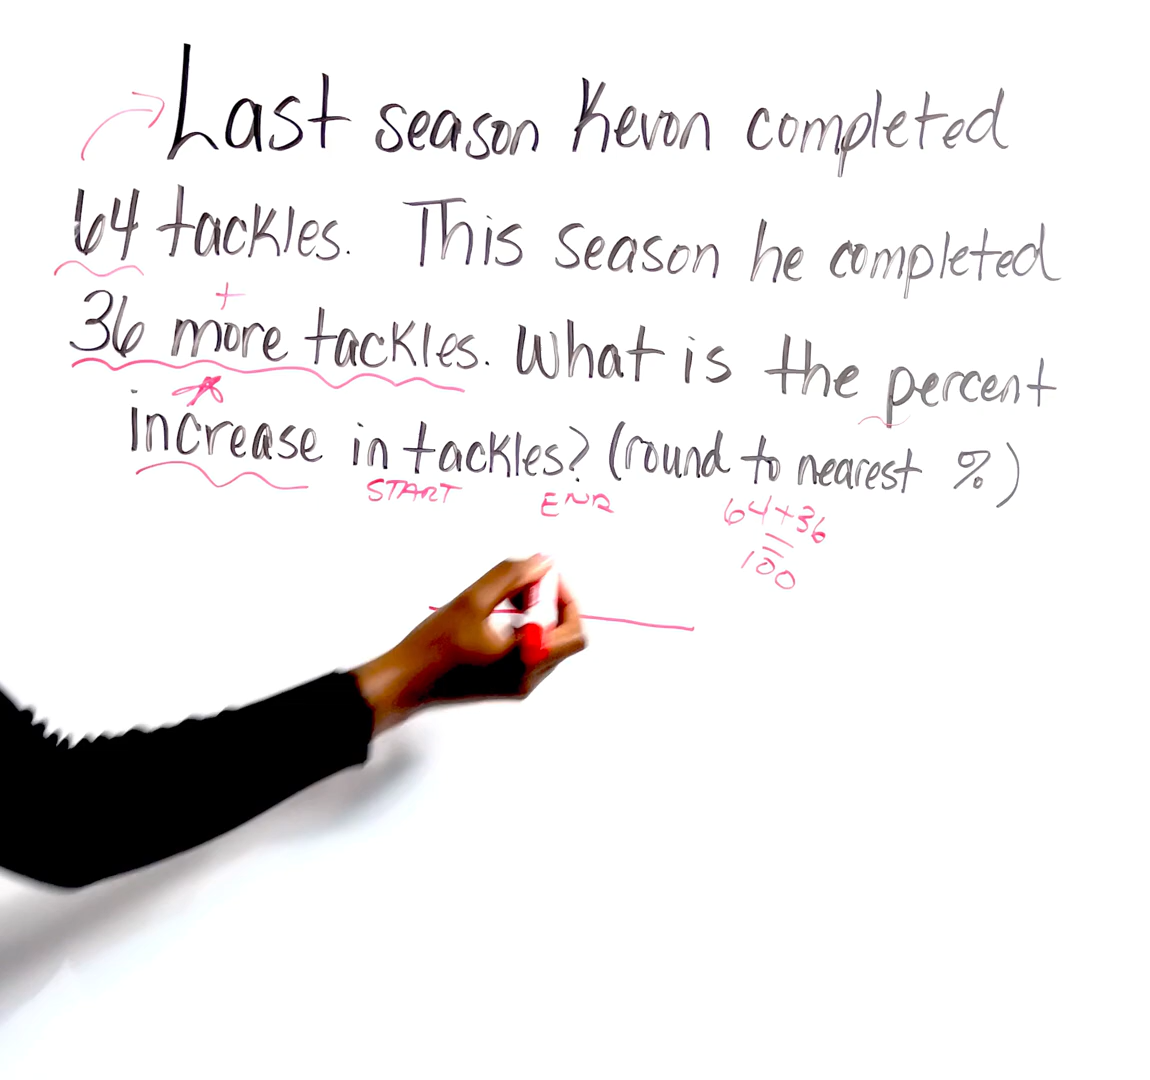 Last season Kevon completed
64 tackles. This season he completed
+
36 more tackles. What is the percent
increase in tackles? (round to nearest %)
START END 64+36
=
100